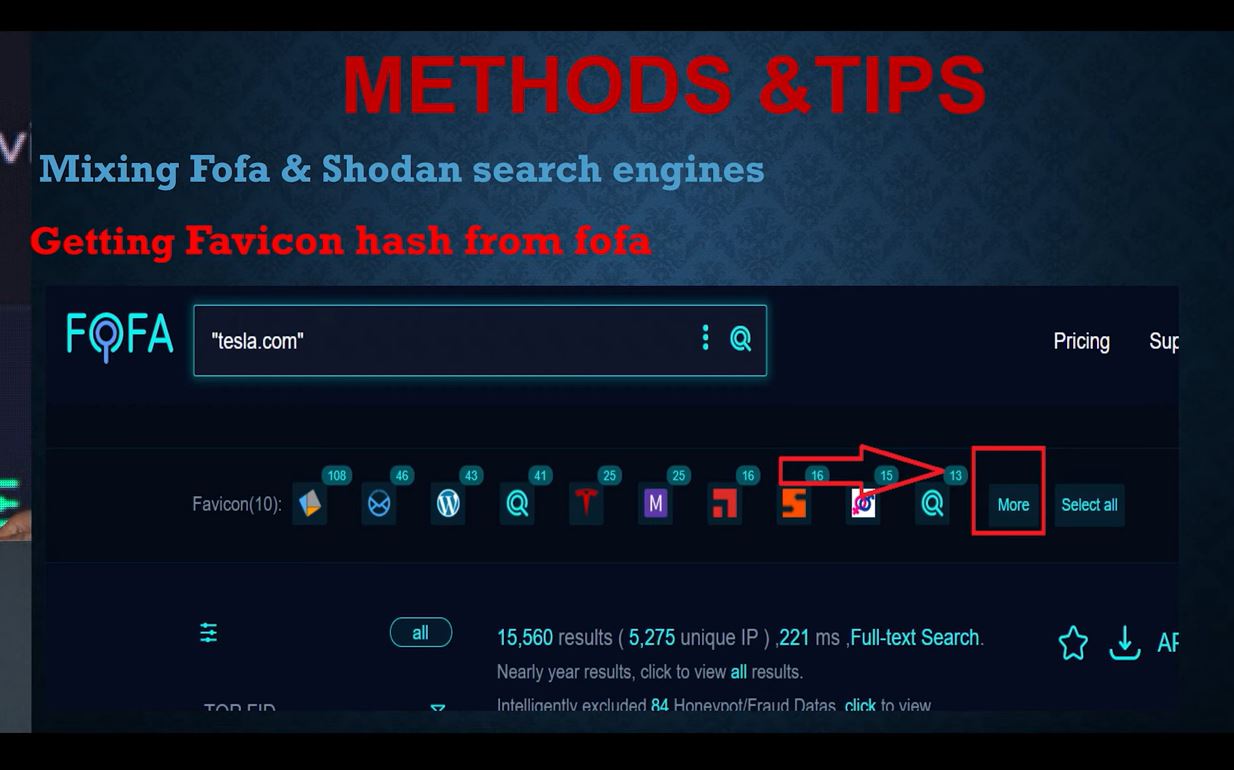 METHODS &TIPS
Mixing Fofa & Shodan search engines
Getting Favicon hash from fofa
FOFA
"tesla.com"
Pricing
Sup
108 46 43 41 25 25 16 16 15 13
Favicon(10):
M
More
Select all
all
15,560 results ( 5,275 unique IP ) ,221 ms ,Full-text Search.
Nearly year results, click to view all results.
Intelligently excluded 84 Honeypot/Fraud Datas, click to view
TOP FID